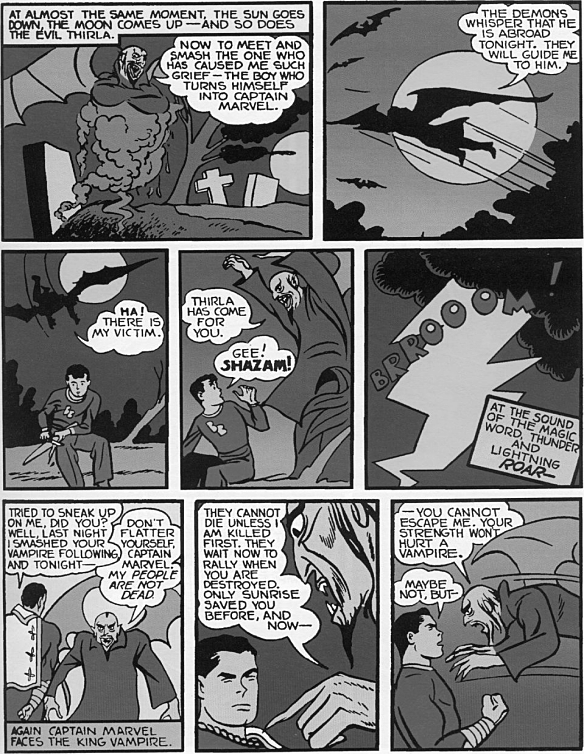 AT ALMOST THE SAME MOMENT, THE SUN GOES
DOWN, THE MOON COMES UP—AND SO DOES
THE EVIL THIRLA.
NOW TO MEET AND
SMASH THE ONE WHO
HAS CAUSED ME SUCH
GRIEF—THE BOY WHO
TURNS HIMSELF
INTO CAPTAIN
MARVEL.
THE DEMONS
WHISPER THAT HE
IS ABROAD
TONIGHT. THEY
WILL GUIDE ME
TO HIM.
HA!
THERE IS
MY VICTIM.
THIRLA
HAS COME
FOR
YOU.
GEE!
SHAZAM!
BRROOOM!
AT THE SOUND
OF THE MAGIC
WORD, THUNDER
AND
LIGHTNING
ROAR—
TRIED TO SNEAK UP
ON ME, DID YOU?
WELL, LAST NIGHT
I SMASHED YOUR
VAMPIRE FOLLOWING
AND TONIGHT—
DON'T
FLATTER
YOURSELF,
CAPTAIN
MARVEL.
MY PEOPLE
ARE NOT
DEAD.
AGAIN CAPTAIN MARVEL
FACES THE KING VAMPIRE.
THEY CANNOT
DIE UNLESS I
AM KILLED
FIRST. THEY
WAIT NOW TO
RALLY WHEN
YOU ARE
DESTROYED.
ONLY SUNRISE
SAVED YOU
BEFORE, AND
NOW—
—YOU CANNOT
ESCAPE ME. YOUR
STRENGTH WON'T
HURT A
VAMPIRE.
MAYBE
NOT, BUT—